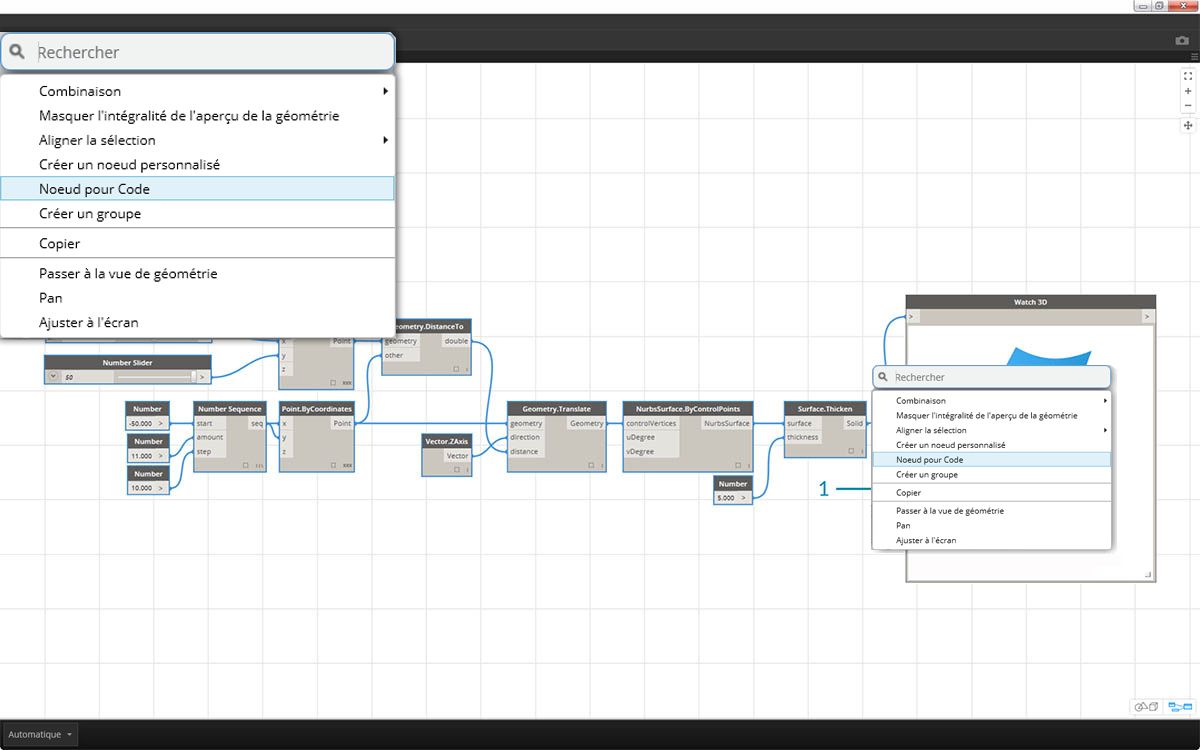 Rechercher
Combinaison
Masquer l'intégralité de l'aperçu de la géométrie
Aligner la sélection
Créer un noeud personnalisé
Noeud pour Code
Créer un groupe
Copier
Passer à la vue de géométrie
Pan
Ajuster à l'écran
Watch 3D
> >
eometry.DistanceTo
x Point geometry double
y other
z
Number Slider
50 >
Number
-50.000 >
Number
11.000 >
Number
10.000 >
Number Sequence
start seq
amount
step
Point.ByCoordinates
x Point
y
z
Vector.ZAxis
Vector
Geometry.Translate
geometry Geometry
direction
distance
NurbsSurface.ByControlPoints
controlVertices NurbsSurface
uDegree
vDegree
Number
5.000 >
Surface.Thicken
surface Solid
thickness
1
Rechercher
Combinaison
Masquer l'intégralité de l'aperçu de la géométrie
Aligner la sélection
Créer un noeud personnalisé
Noeud pour Code
Créer un groupe
Copier
Passer à la vue de géométrie
Pan
Ajuster à l'écran
Automatique